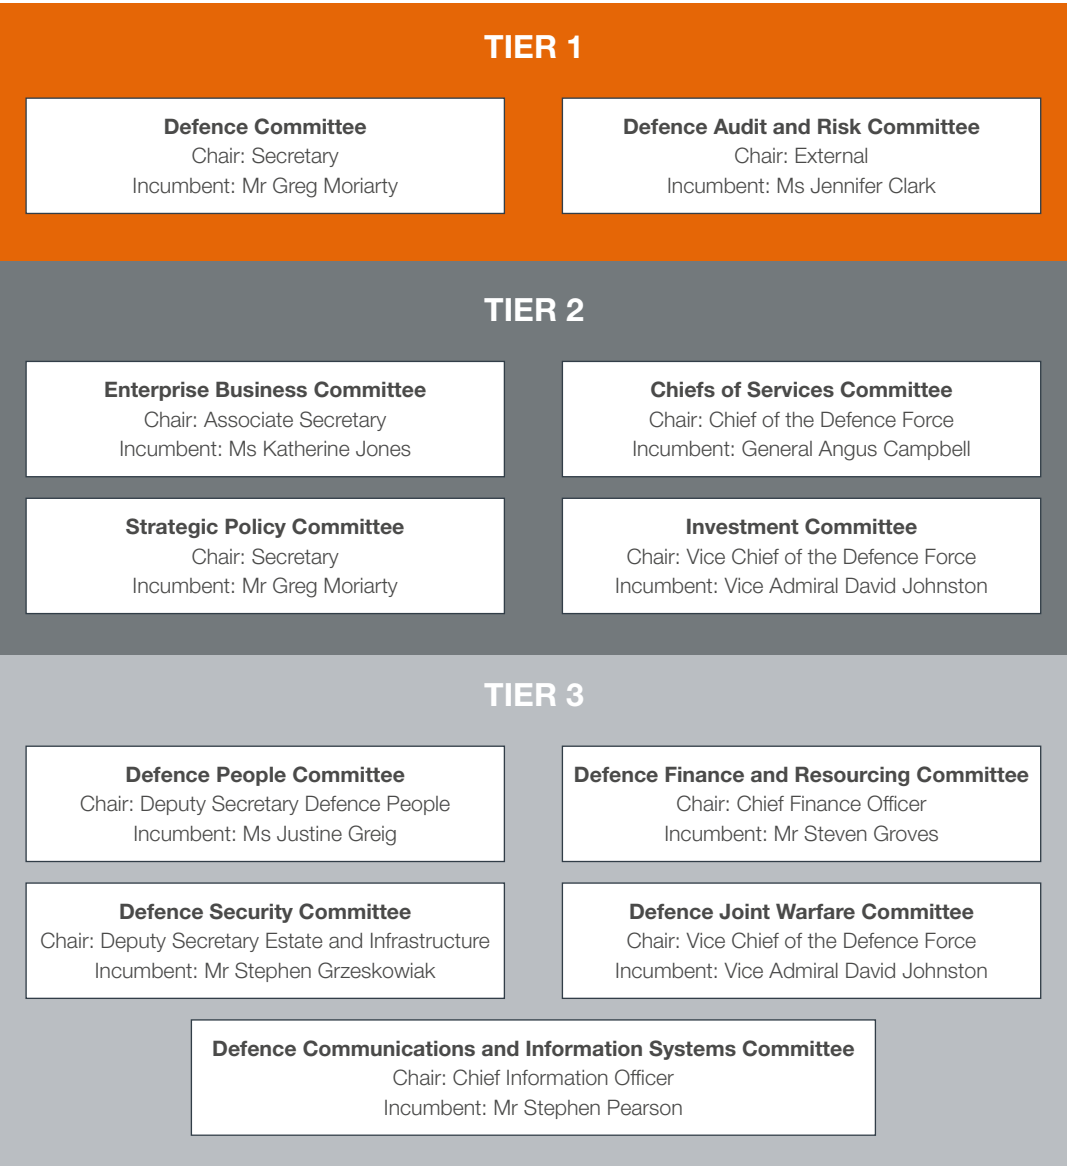 TIER 1
Defence Committee
Chair: Secretary
Incumbent: Mr Greg Moriarty
Defence Audit and Risk Committee
Chair: External
Incumbent: Ms Jennifer Clark
TIER 2
Enterprise Business Committee
Chair: Associate Secretary
Incumbent: Ms Katherine Jones
Chiefs of Services Committee
Chair: Chief of the Defence Force
Incumbent: General Angus Campbell
Strategic Policy Committee
Chair: Secretary
Incumbent: Mr Greg Moriarty
Investment Committee
Chair: Vice Chief of the Defence Force
Incumbent: Vice Admiral David Johnston
TIER 3
Defence People Committee
Chair: Deputy Secretary Defence People
Incumbent: Ms Justine Greig
Defence Finance and Resourcing Committee
Chair: Chief Finance Officer
Incumbent: Mr Steven Groves
Defence Security Committee
Chair: Deputy Secretary Estate and Infrastructure
Incumbent: Mr Stephen Grzeskowiak
Defence Joint Warfare Committee
Chair: Vice Chief of the Defence Force
Incumbent: Vice Admiral David Johnston
Defence Communications and Information Systems Committee
Chair: Chief Information Officer
Incumbent: Mr Stephen Pearson